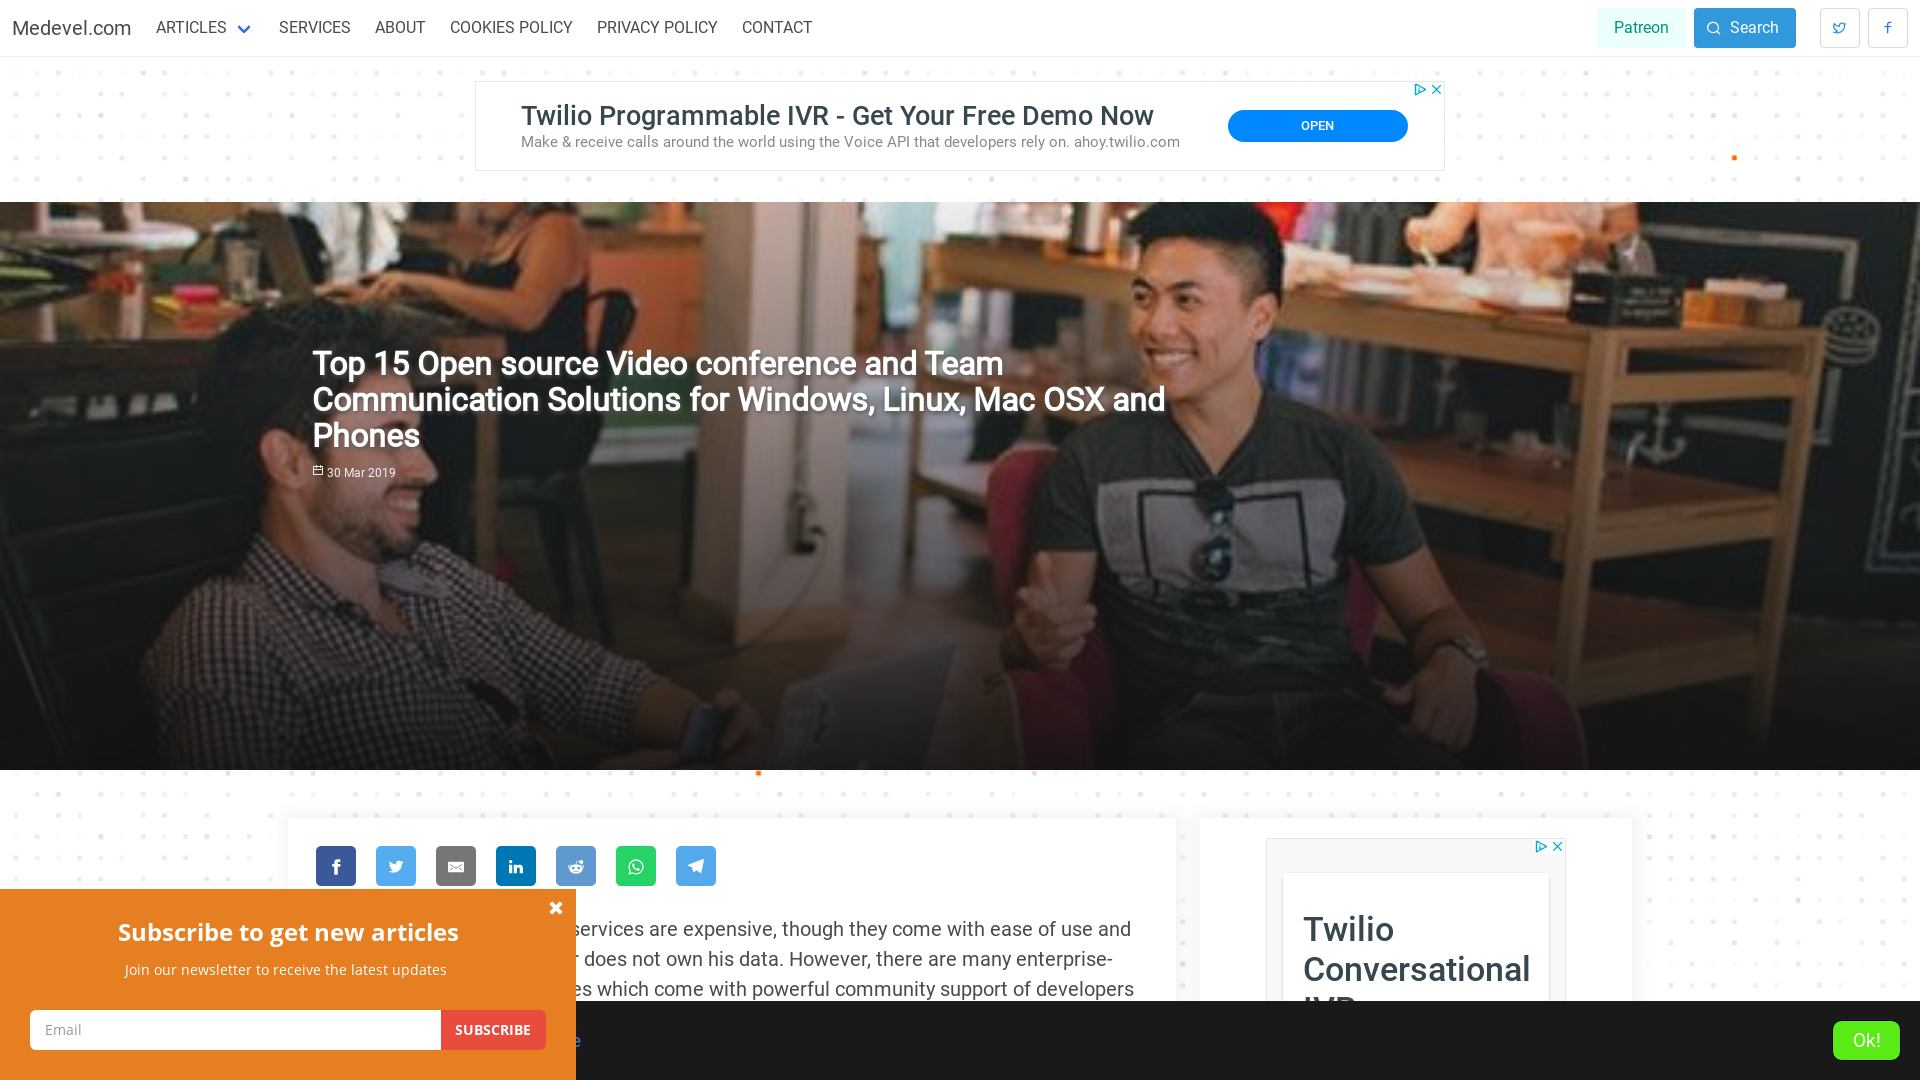 Medevel.com ARTICLES SERVICES ABOUT COOKIES POLICY PRIVACY POLICY CONTACT Patreon Search
Twilio Programmable IVR - Get Your Free Demo Now
Make & receive calls around the world using the Voice API that developers rely on. ahoy.twilio.com
OPEN
Top 15 Open source Video conference and Team
Communication Solutions for Windows, Linux, Mac OSX and
Phones
30 Mar 2019
services are expensive, though they come with ease of use and
does not own his data. However, there are many enterprise-
which come with powerful community support of developers
Subscribe to get new articles
Join our newsletter to receive the latest updates
Email
SUBSCRIBE
Twilio
Conversational
IVR
Ok!